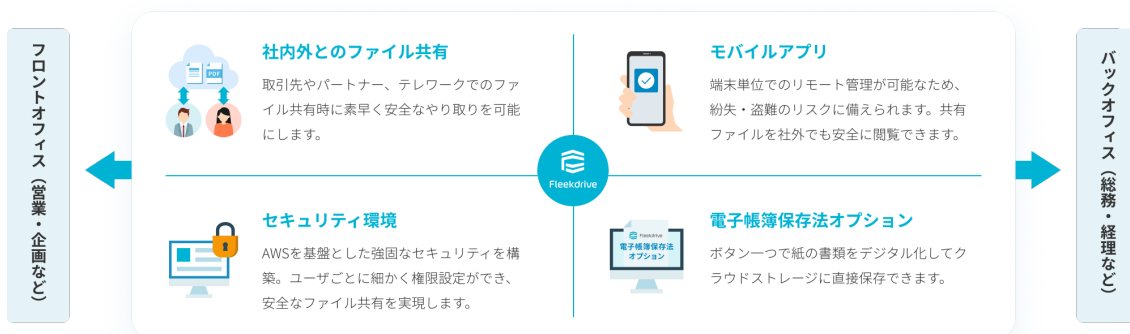 フロントオフィス（営業・企画など）
社内外とのファイル共有
PDF
取引先やパートナー、テレワークでのファ
イル共有時に素早く安全なやり取りを可能
にします。
モバイルアプリ
端末単位でのリモート管理が可能なため、
紛失・盗難のリスクに備えられます。共有
ファイルを社外でも安全に閲覧できます。
Fleekdrive
セキュリティ環境
AWSを基盤とした強固なセキュリティを構
築。ユーザごとに細かく権限設定ができ、
安全なファイル共有を実現します。
Fleekdrive
電子帳簿保存法
オプション
電子帳簿保存法オプション
ボタン一つで紙の書類をデジタル化してク
ラウドストレージに直接保存できます。
バックオフィス（総務・経理など）